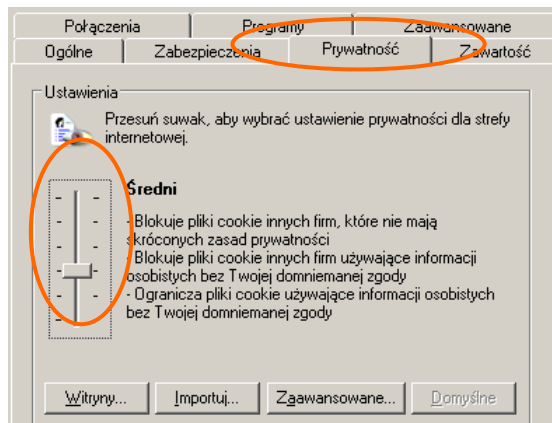 Połączenia Programy Zaawansowane
Ogólne Zabezpieczenia Prywatność Zawartość
Ustawienia
Przesuń suwak, aby wybrać ustawienie prywatności dla strefy
internetowej.
Średni
- Blokuje pliki cookie innych firm, które nie mają
skróconych zasad prywatności
- Blokuje pliki cookie innych firm używające informacji
osobistych bez Twojej domniemanej zgody
- Ogranicza pliki cookie używające informacji osobistych
bez Twojej domniemanej zgody
Witryny... Importuj... Zaawansowane... Domyślne